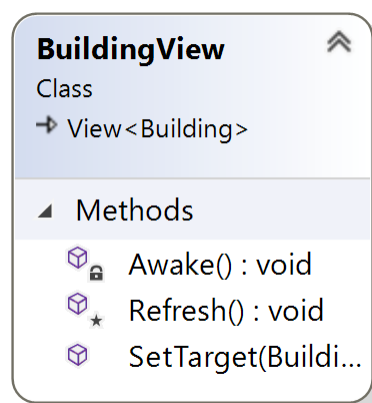 BuildingView
Class
View<Building>
Methods
Awake() : void
Refresh() : void
SetTarget(Buildi...